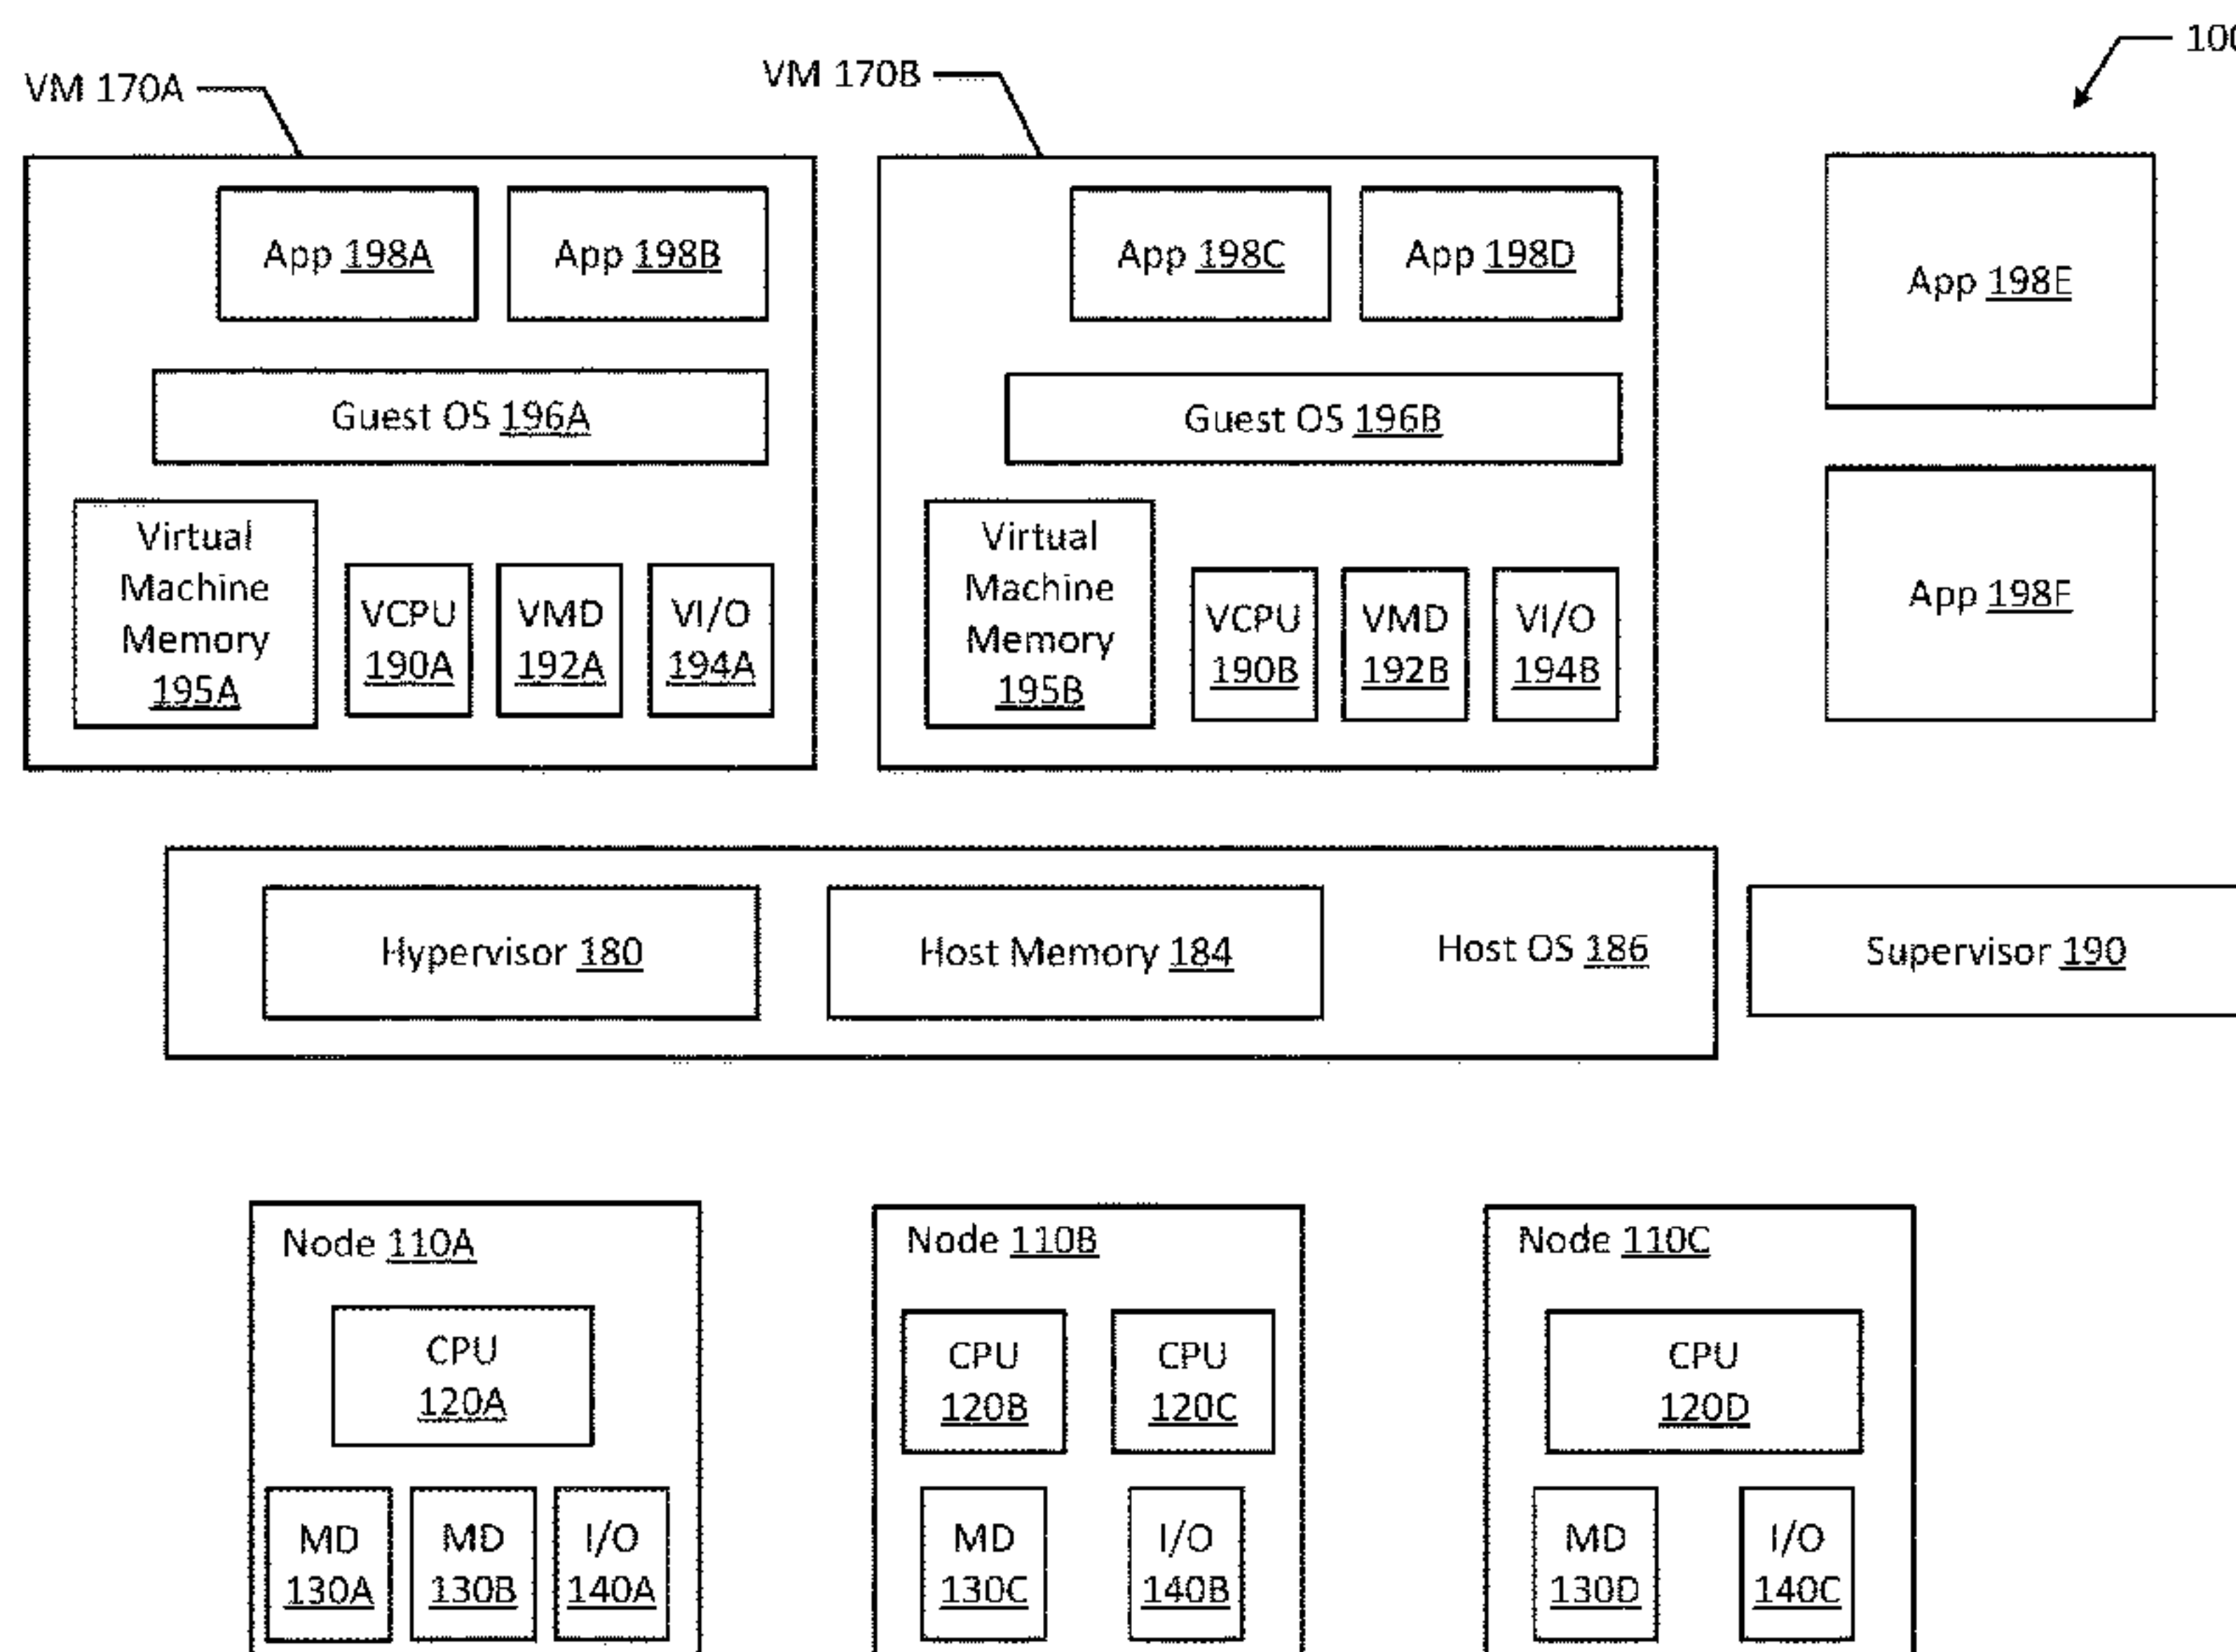 100
VM 170A
VM 170B
App 198A
App 198B
App 198C
App 198D
App 198E
Guest OS 196A
Guest OS 196B
Virtual
Machine
Memory
195A
VCPU
190A
VMD
192A
VI/O
194A
Virtual
Machine
Memory
195B
VCPU
190B
VMD
192B
VI/O
194B
App 198F
Hypervisor 180
Host Memory 184
Host OS 186
Supervisor 190
Node 110A
CPU
120A
MD
130A
MD
130B
I/O
140A
Node 110B
CPU
120B
CPU
120C
MD
130C
I/O
140B
Node 110C
CPU
120D
MD
130D
I/O
140C